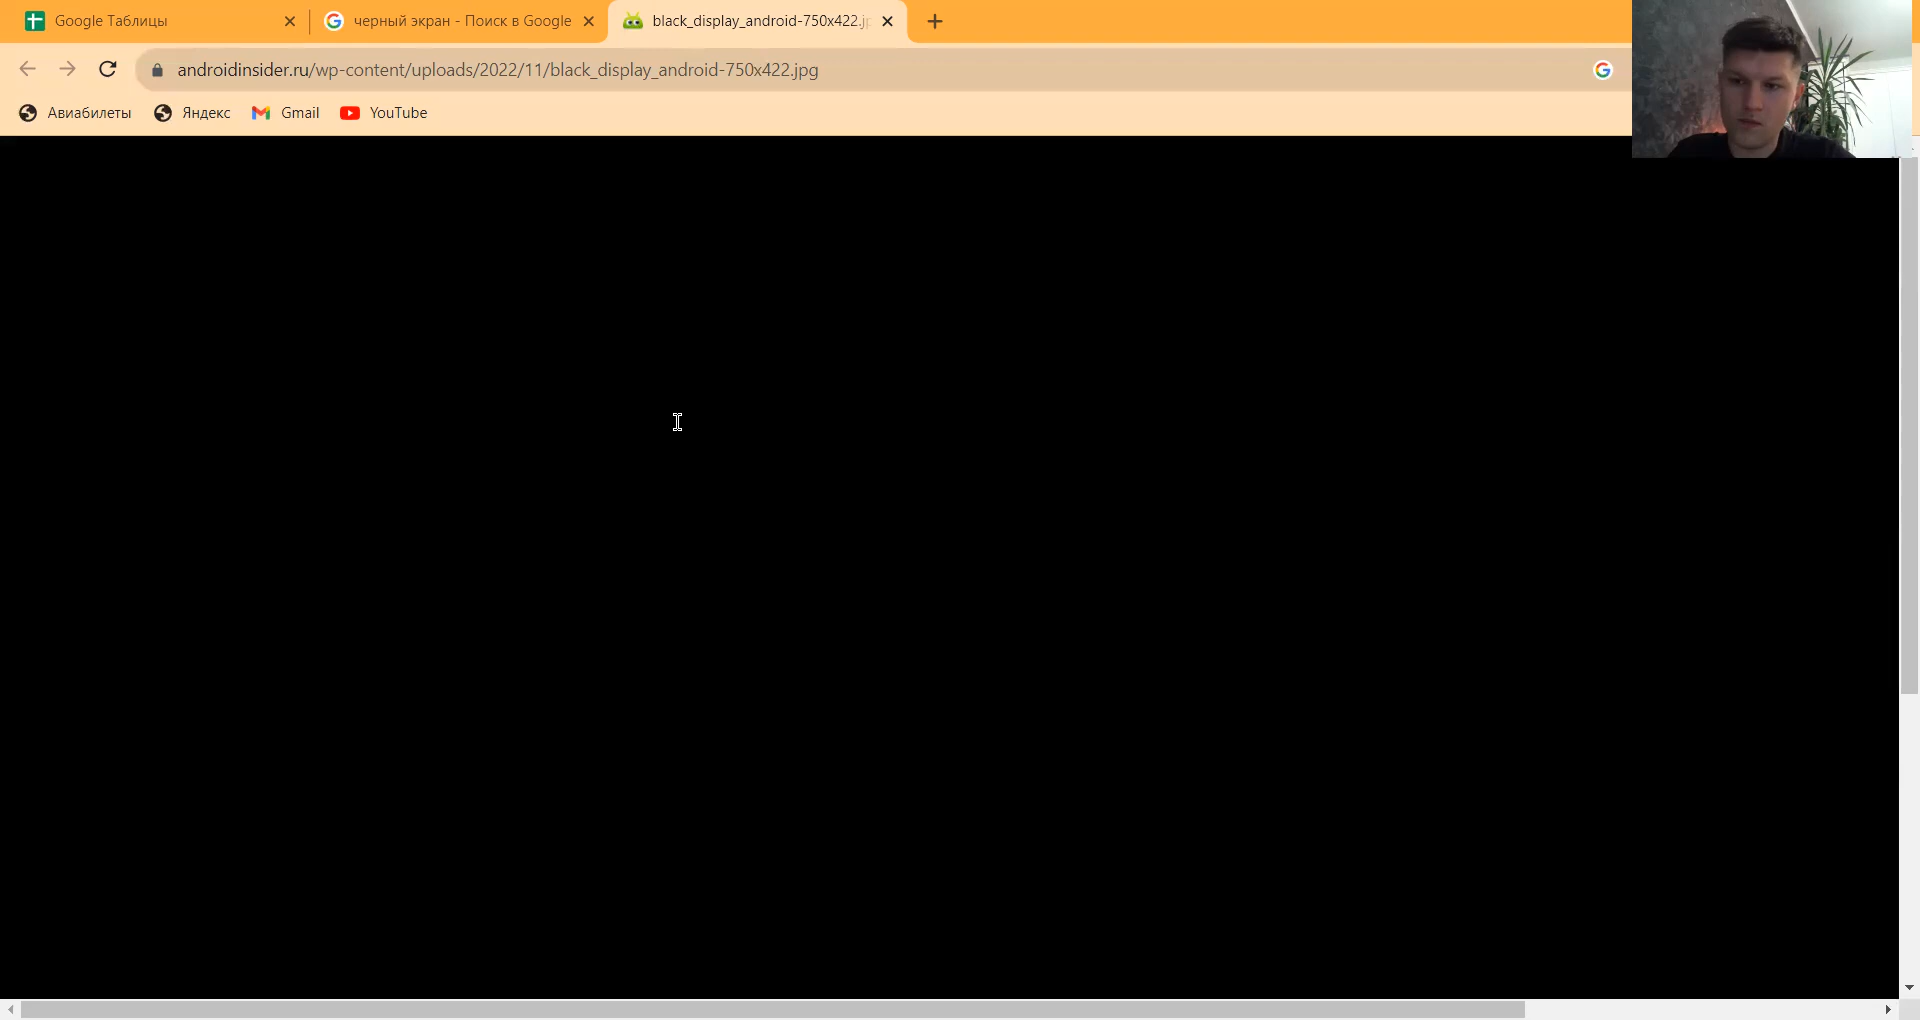 Google Таблицы
черный экран - Поиск в Google
black_display_android-750x422.j
androidinsider.ru/wp-content/uploads/2022/11/black_display_android-750x422.jpg
Авиабилеты
Яндекс
Gmail
YouTube